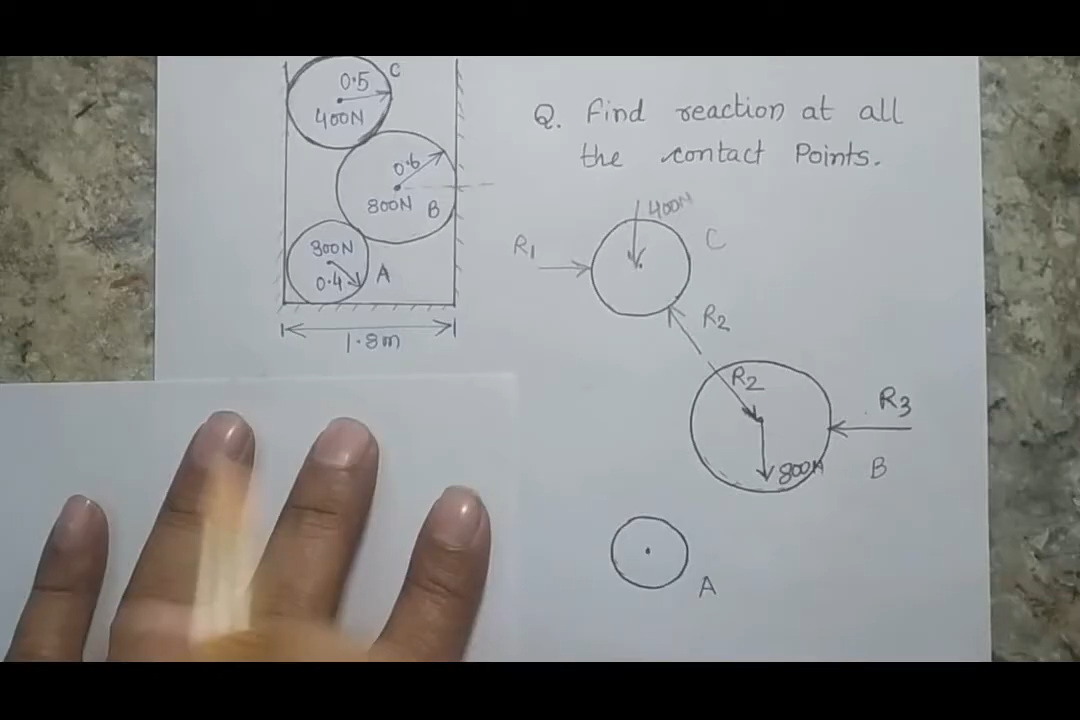 0.5
C
400N
0.6
800N
B
300N
0.4
A
1.8m
Q. Find reaction at all
the contact Points.
400N
R1
C
R2
R2
R3
800N
B
A